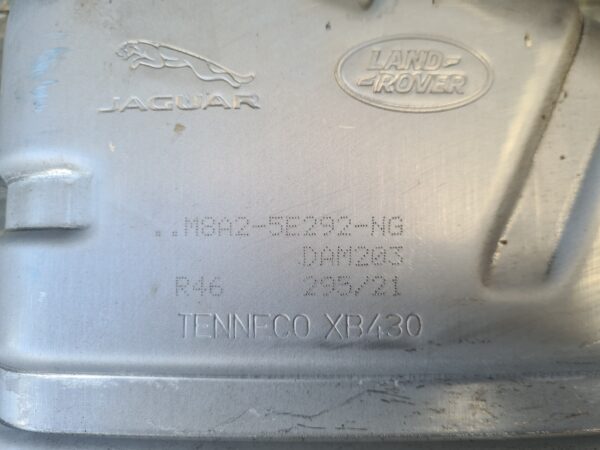 JAGUAR
LAND-
-ROVER
..M8A2-5E292-NG
DAM203
R46 295/21
TENNECO XB430